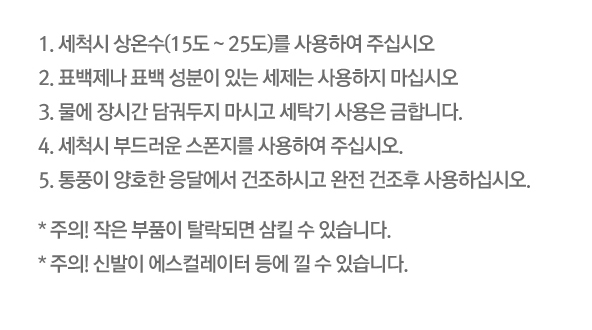 1. 세척시 상온수(15도 ~ 25도)를 사용하여 주십시오
2. 표백제나 표백 성분이 있는 세제는 사용하지 마십시오
3. 물에 장시간 담궈두지 마시고 세탁기 사용은 금합니다.
4. 세척시 부드러운 스폰지를 사용하여 주십시오.
5. 통풍이 양호한 응달에서 건조하시고 완전 건조후 사용하십시오.
* 주의! 작은 부품이 탈락되면 삼킬 수 있습니다.
* 주의! 신발이 에스컬레이터 등에 낄 수 있습니다.